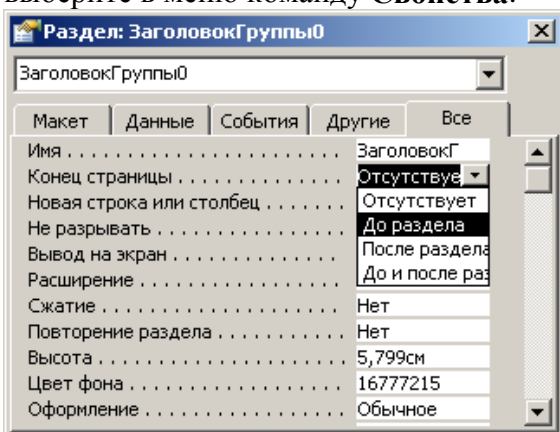 выберите в меню команду Свойства.
Раздел: ЗаголовокГруппы0
ЗаголовокГруппы0
Макет Данные События Другие Все
Имя . . . . . . . . . . . . . . . . . . . . . . . ЗаголовокГ
Конец страницы . . . . . . . . . . . . . Отсутствуе
Новая строка или столбец . . . . . . . Отсутствует
Не разрывать . . . . . . . . . . . . . . . До раздела
Вывод на экран . . . . . . . . . . . . . . После раздела
Расширение . . . . . . . . . . . . . . . . . До и после раз
Сжатие . . . . . . . . . . . . . . . . . . . . Нет
Повторение раздела . . . . . . . . . . . Нет
Высота . . . . . . . . . . . . . . . . . . . . 5,799см
Цвет фона . . . . . . . . . . . . . . . . . . 16777215
Оформление . . . . . . . . . . . . . . . . Обычное